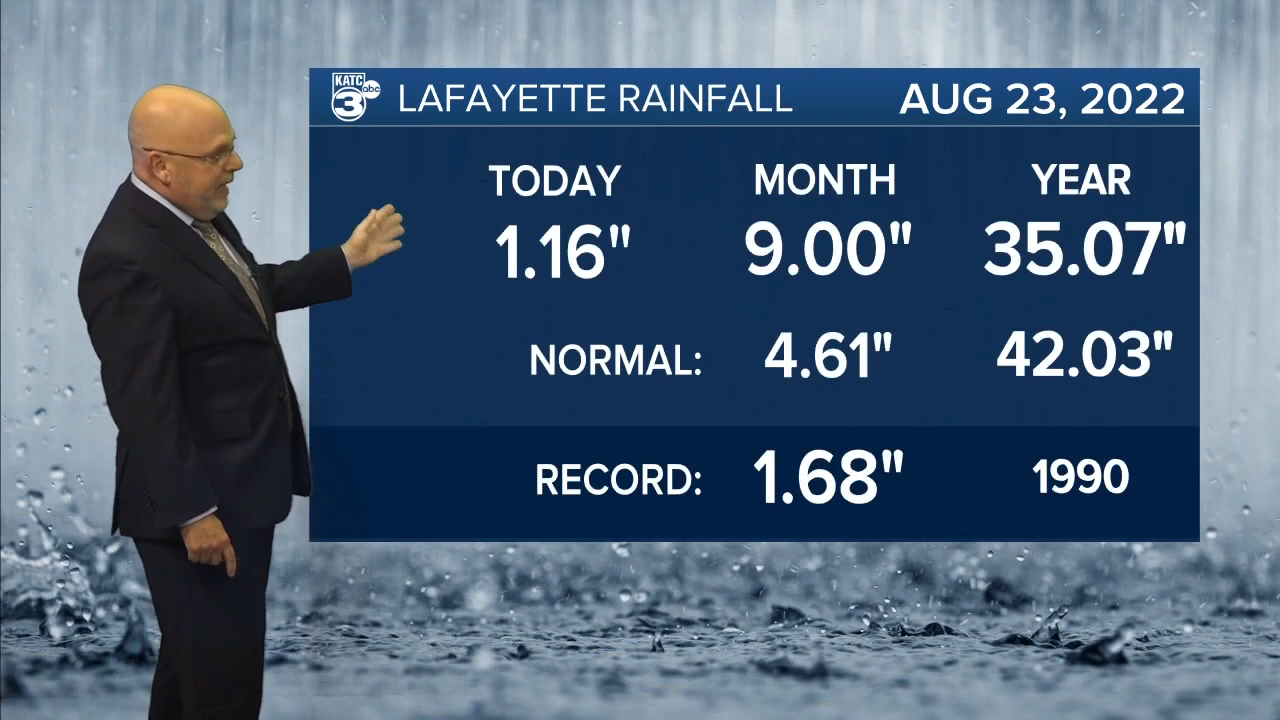 KATC
3 abc
LAFAYETTE RAINFALL AUG 23, 2022
TODAY MONTH YEAR
1.16" 9.00" 35.07"
NORMAL: 4.61" 42.03"
RECORD: 1.68" 1990